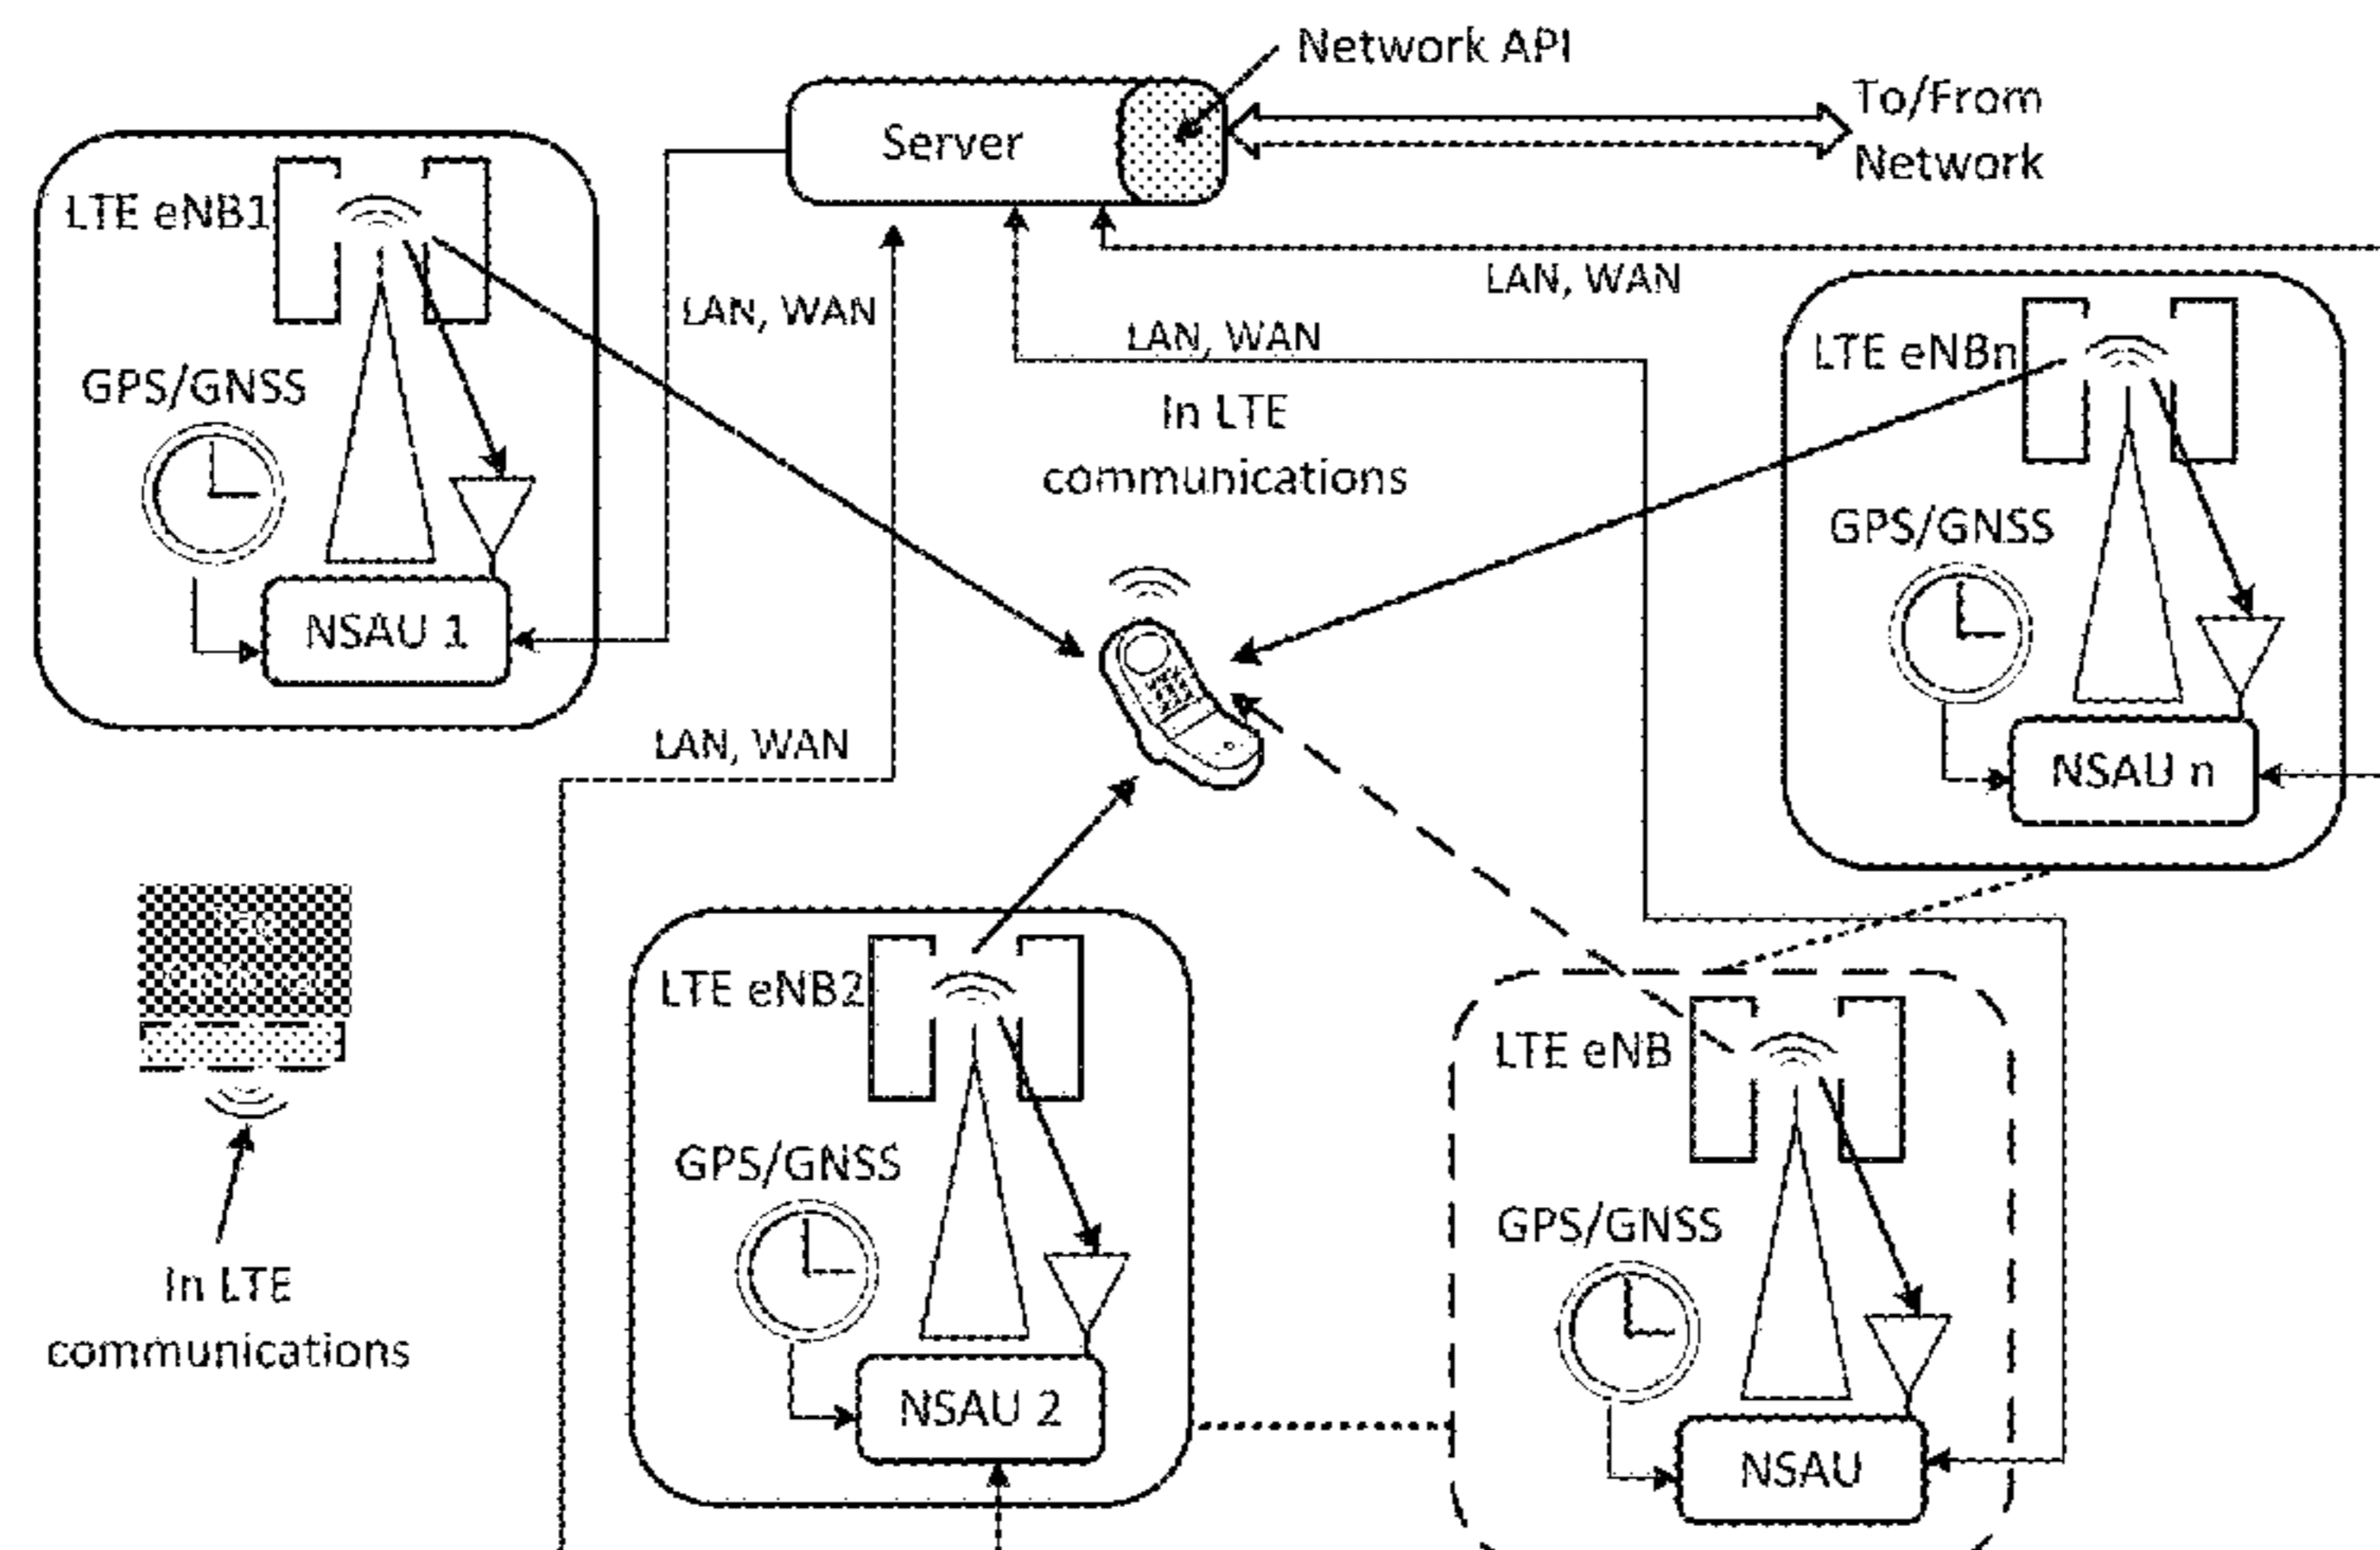 Network API
Server
To/From
Network
LTE eNB1
LAN, WAN
LAN, WAN
LAN, WAN
LTE eNBn
GPS/GNSS
In LTE
communications
GPS/GNSS
NSAU 1
LAN, WAN
NSAU n
LTE eNB2
LTE eNB
GPS/GNSS
GPS/GNSS
In LTE
communications
NSAU 2
NSAU